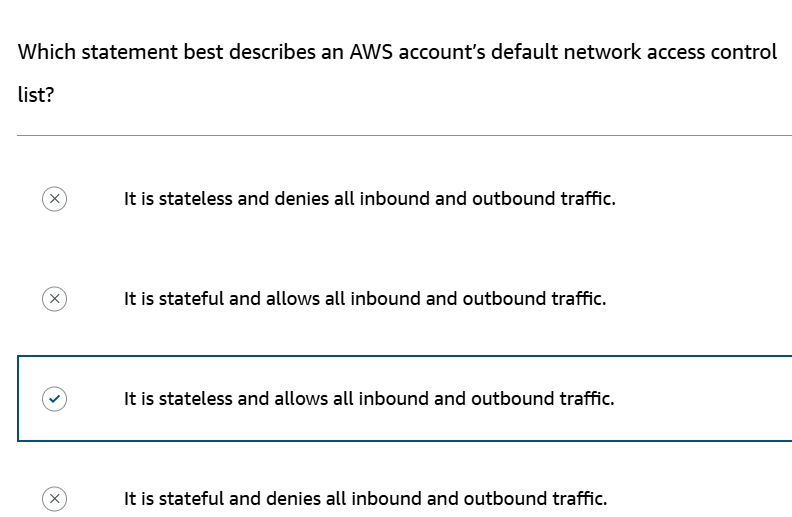 Which statement best describes an AWS account’s default network access control
list?
It is stateless and denies all inbound and outbound traffic.
It is stateful and allows all inbound and outbound traffic.
It is stateless and allows all inbound and outbound traffic.
It is stateful and denies all inbound and outbound traffic.